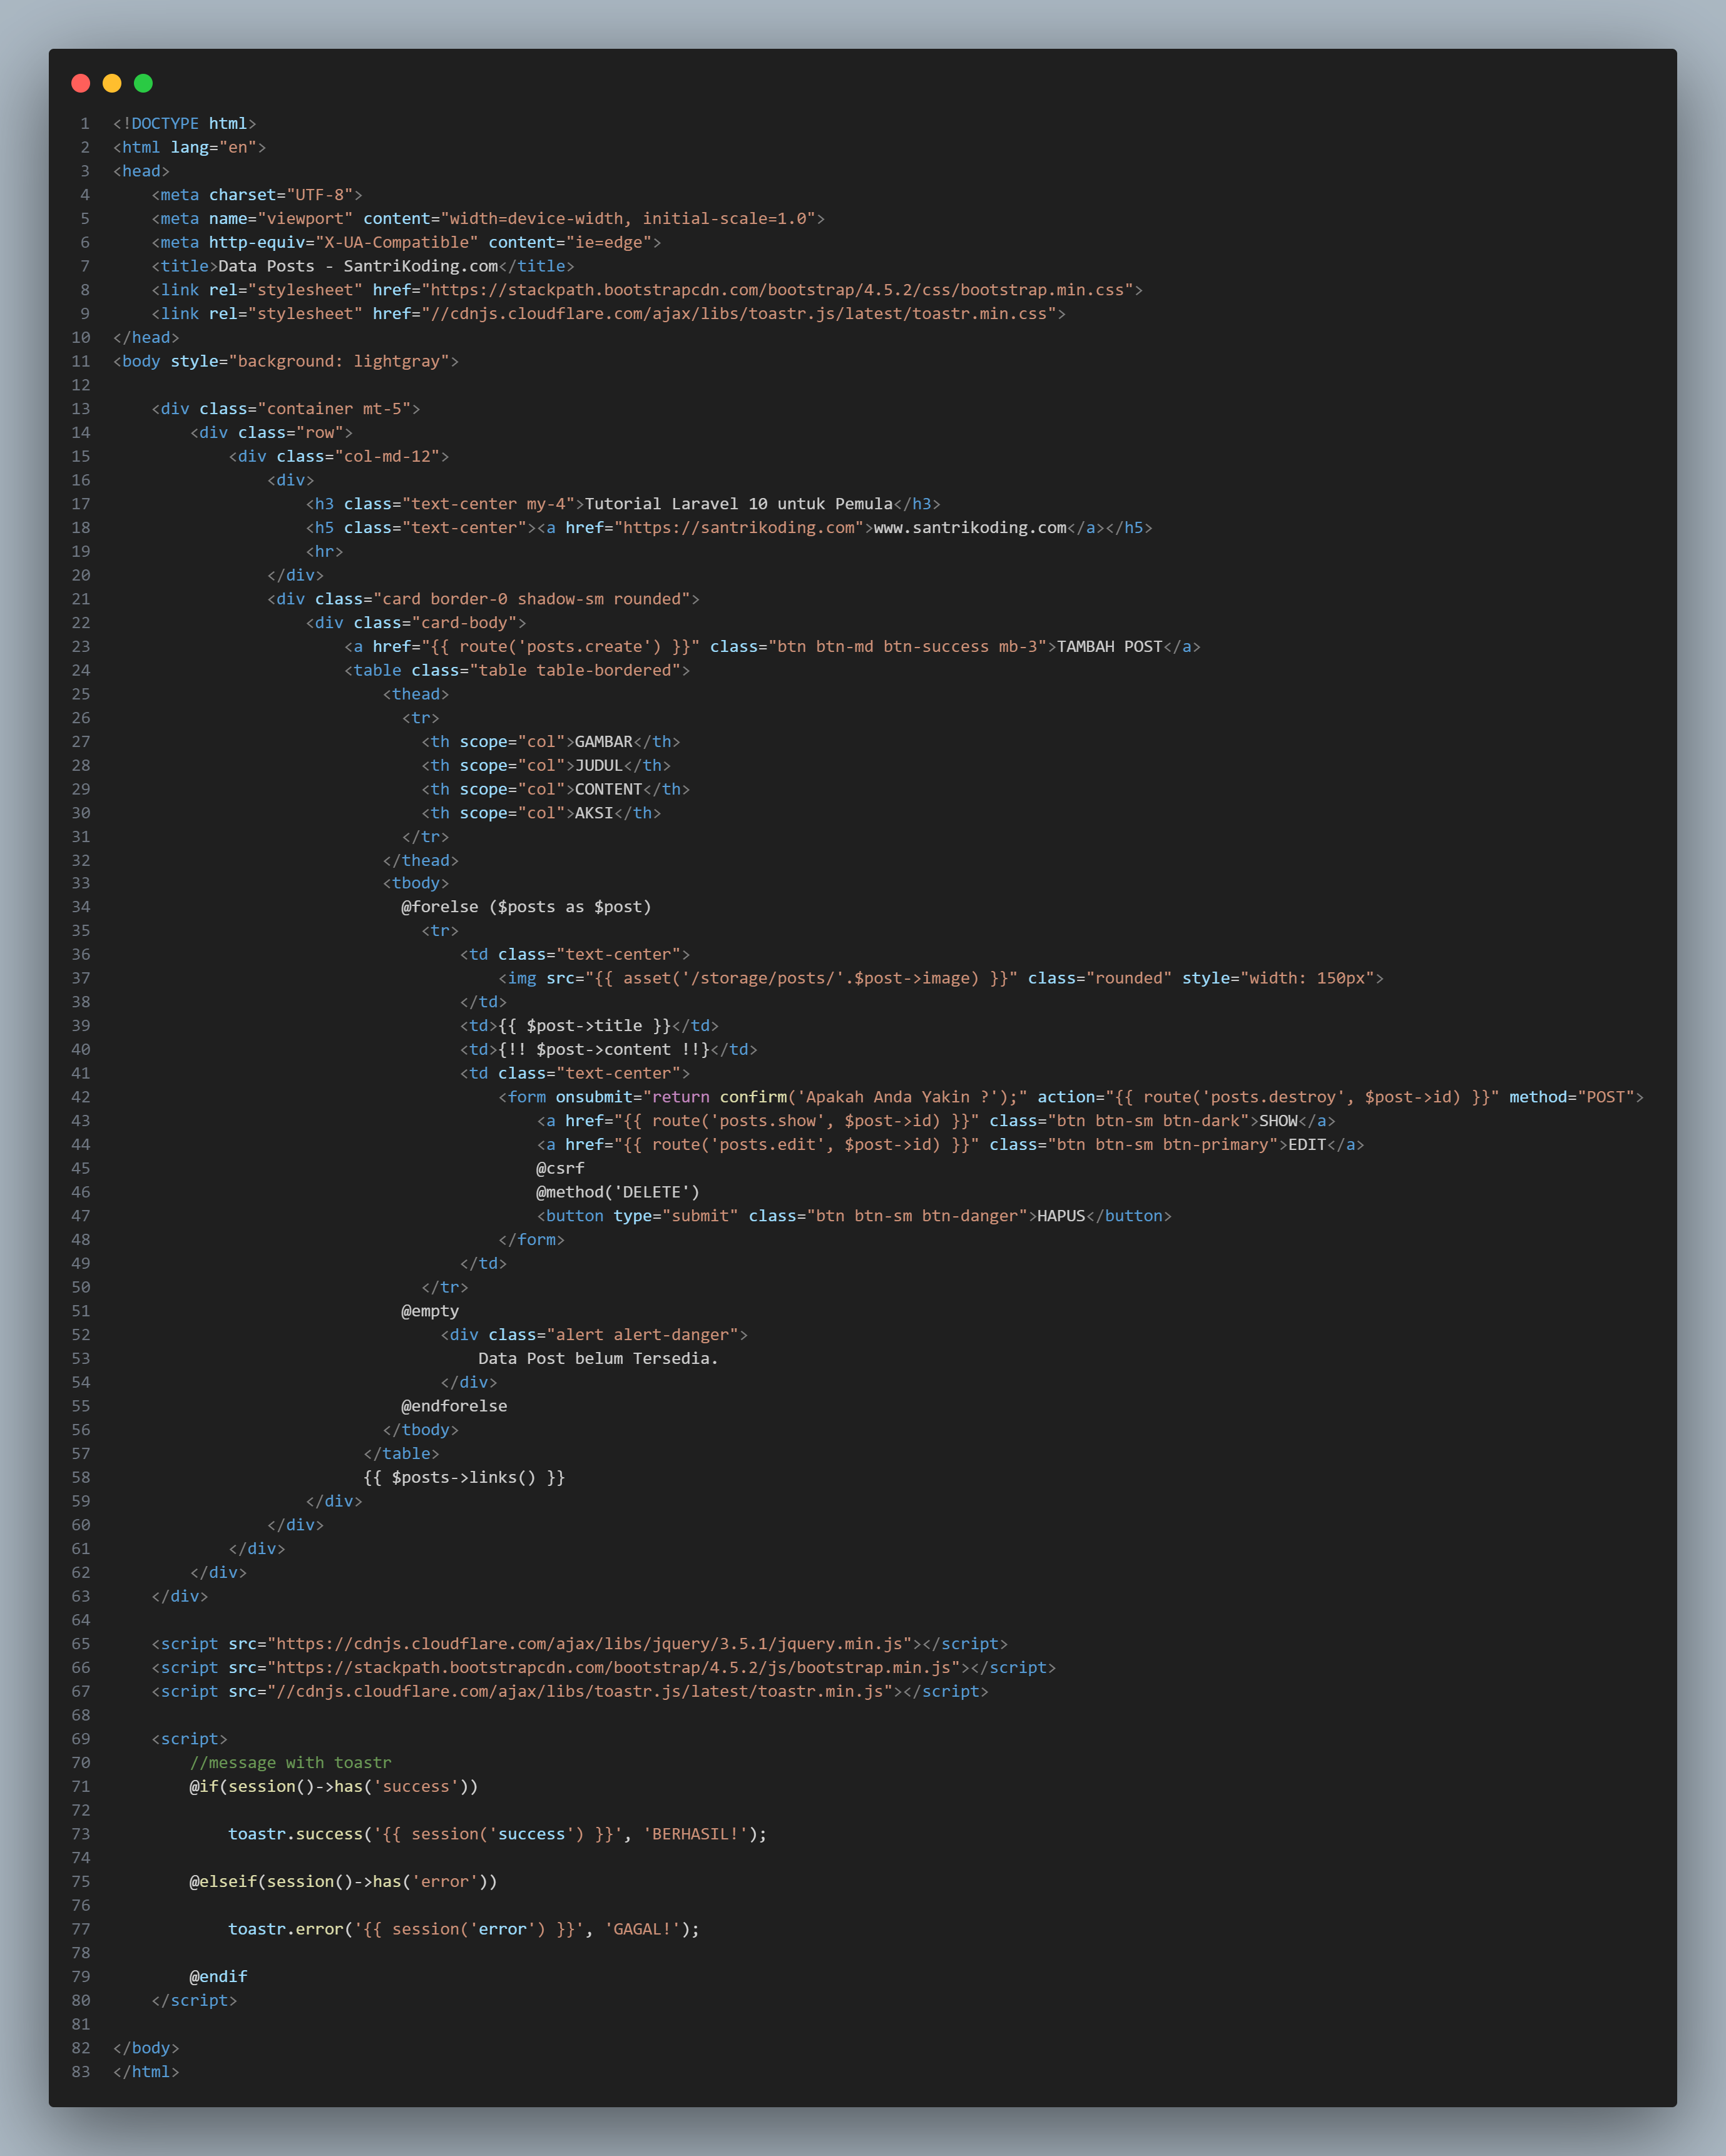 1 <!DOCTYPE html>
2 <html lang="en">
3 <head>
4     <meta charset="UTF-8">
5     <meta name="viewport" content="width=device-width, initial-scale=1.0">
6     <meta http-equiv="X-UA-Compatible" content="ie=edge">
7     <title>Data Posts - SantriKoding.com</title>
8     <link rel="stylesheet" href="https://stackpath.bootstrapcdn.com/bootstrap/4.5.2/css/bootstrap.min.css">
9     <link rel="stylesheet" href="//cdnjs.cloudflare.com/ajax/libs/toastr.js/latest/toastr.min.css">
10 </head>
11 <body style="background: lightgray">
12
13     <div class="container mt-5">
14         <div class="row">
15             <div class="col-md-12">
16                 <div>
17                     <h3 class="text-center my-4">Tutorial Laravel 10 untuk Pemula</h3>
18                     <h5 class="text-center"><a href="https://santrikoding.com">www.santrikoding.com</a></h5>
19                     <hr>
20                 </div>
21                 <div class="card border-0 shadow-sm rounded">
22                     <div class="card-body">
23                         <a href="{{ route('posts.create') }}" class="btn btn-md btn-success mb-3">TAMBAH POST</a>
24                         <table class="table table-bordered">
25                             <thead>
26                               <tr>
27                                 <th scope="col">GAMBAR</th>
28                                 <th scope="col">JUDUL</th>
29                                 <th scope="col">CONTENT</th>
30                                 <th scope="col">AKSI</th>
31                               </tr>
32                             </thead>
33                             <tbody>
34                               @forelse ($posts as $post)
35                                 <tr>
36                                     <td class="text-center">
37                                         <img src="{{ asset('/storage/posts/'.$post->image) }}" class="rounded" style="width: 150px">
38                                     </td>
39                                     <td>{{ $post->title }}</td>
40                                     <td>{!! $post->content !!}</td>
41                                     <td class="text-center">
42                                         <form onsubmit="return confirm('Apakah Anda Yakin ?');" action="{{ route('posts.destroy', $post->id) }}" method="POST">
43                                             <a href="{{ route('posts.show', $post->id) }}" class="btn btn-sm btn-dark">SHOW</a>
44                                             <a href="{{ route('posts.edit', $post->id) }}" class="btn btn-sm btn-primary">EDIT</a>
45                                             @csrf
46                                             @method('DELETE')
47                                             <button type="submit" class="btn btn-sm btn-danger">HAPUS</button>
48                                         </form>
49                                     </td>
50                                 </tr>
51                               @empty
52                                   <div class="alert alert-danger">
53                                       Data Post belum Tersedia.
54                                   </div>
55                               @endforelse
56                             </tbody>
57                           </table>
58                           {{ $posts->links() }}
59                     </div>
60                 </div>
61             </div>
62         </div>
63     </div>
64
65     <script src="https://cdnjs.cloudflare.com/ajax/libs/jquery/3.5.1/jquery.min.js"></script>
66     <script src="https://stackpath.bootstrapcdn.com/bootstrap/4.5.2/js/bootstrap.min.js"></script>
67     <script src="//cdnjs.cloudflare.com/ajax/libs/toastr.js/latest/toastr.min.js"></script>
68
69     <script>
70         //message with toastr
71         @if(session()->has('success'))
72
73             toastr.success('{{ session('success') }}', 'BERHASIL!');
74
75         @elseif(session()->has('error'))
76
77             toastr.error('{{ session('error') }}', 'GAGAL!');
78
79         @endif
80     </script>
81
82 </body>
83 </html>